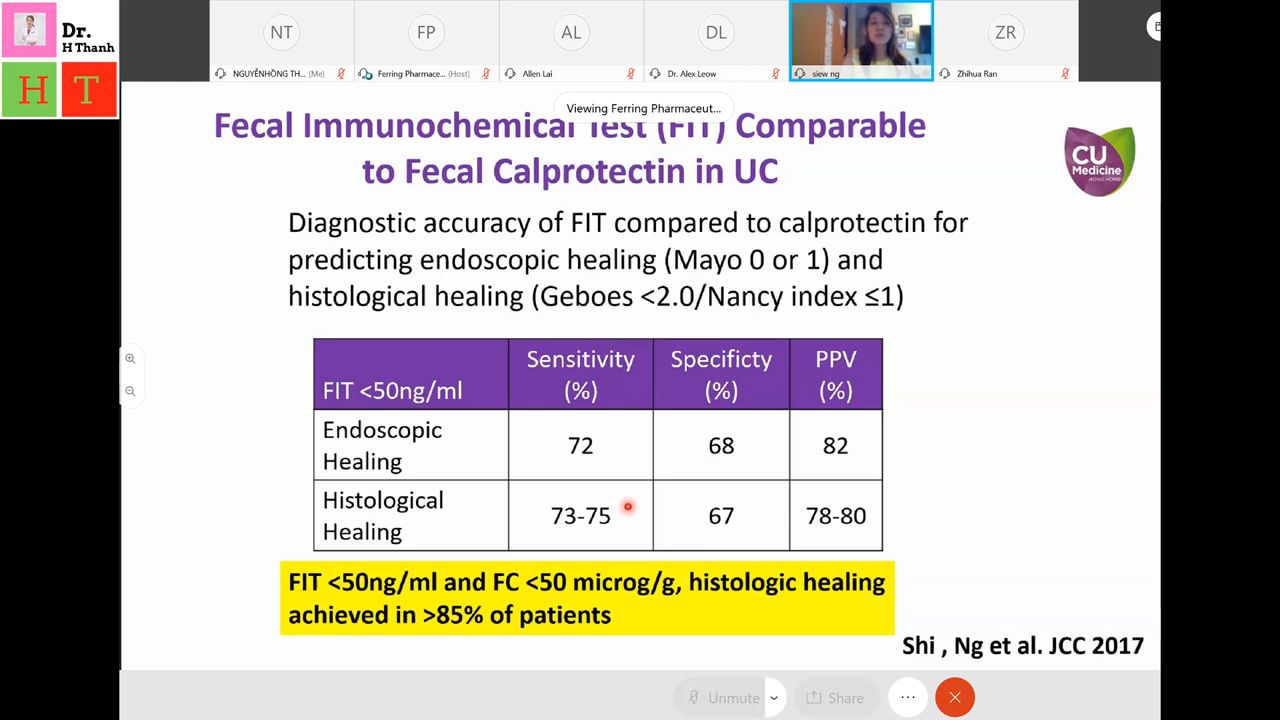 Dr.
H Thanh
H T
NT
FP
AL
DL
ZR
NGUYỄNHỒNG TH... (Me)
Ferring Pharmace... (Host)
Allen Lai
Dr. Alex Leow
siew ng
Zhihua Ran
Viewing Ferring Pharmaceut...
Fecal Immunochemical Test (FIT) Comparable
to Fecal Calprotectin in UC
CU
Medicine
HONG KONG
Diagnostic accuracy of FIT compared to calprotectin for
predicting endoscopic healing (Mayo 0 or 1) and
histological healing (Geboes <2.0/Nancy index ≤1)
FIT <50ng/ml
Sensitivity
(%)
Specificty
(%)
PPV
(%)
Endoscopic
Healing
72
68
82
Histological
Healing
73-75
67
78-80
FIT <50ng/ml and FC <50 microg/g, histologic healing
achieved in >85% of patients
Shi , Ng et al. JCC 2017
Unmute
Share